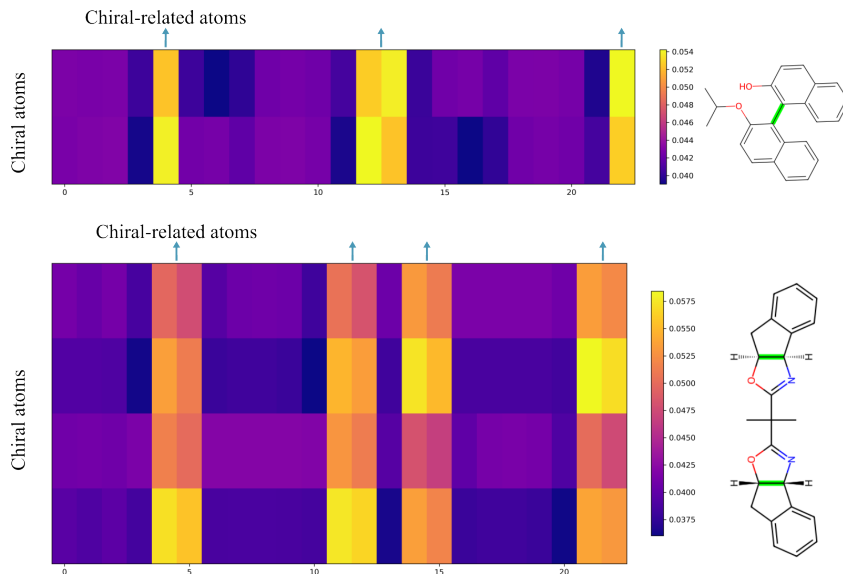 Chiral-related atoms
Chiral atoms
0.054
0.052
0.050
0.048
0.046
0.044
0.042
0.040
0
5
10
15
20
HO
O
Chiral-related atoms
Chiral atoms
0.0575
0.0550
0.0525
0.0500
0.0475
0.0450
0.0425
0.0400
0.0375
0
5
10
15
20
H
H
O
N
O
N
H
H